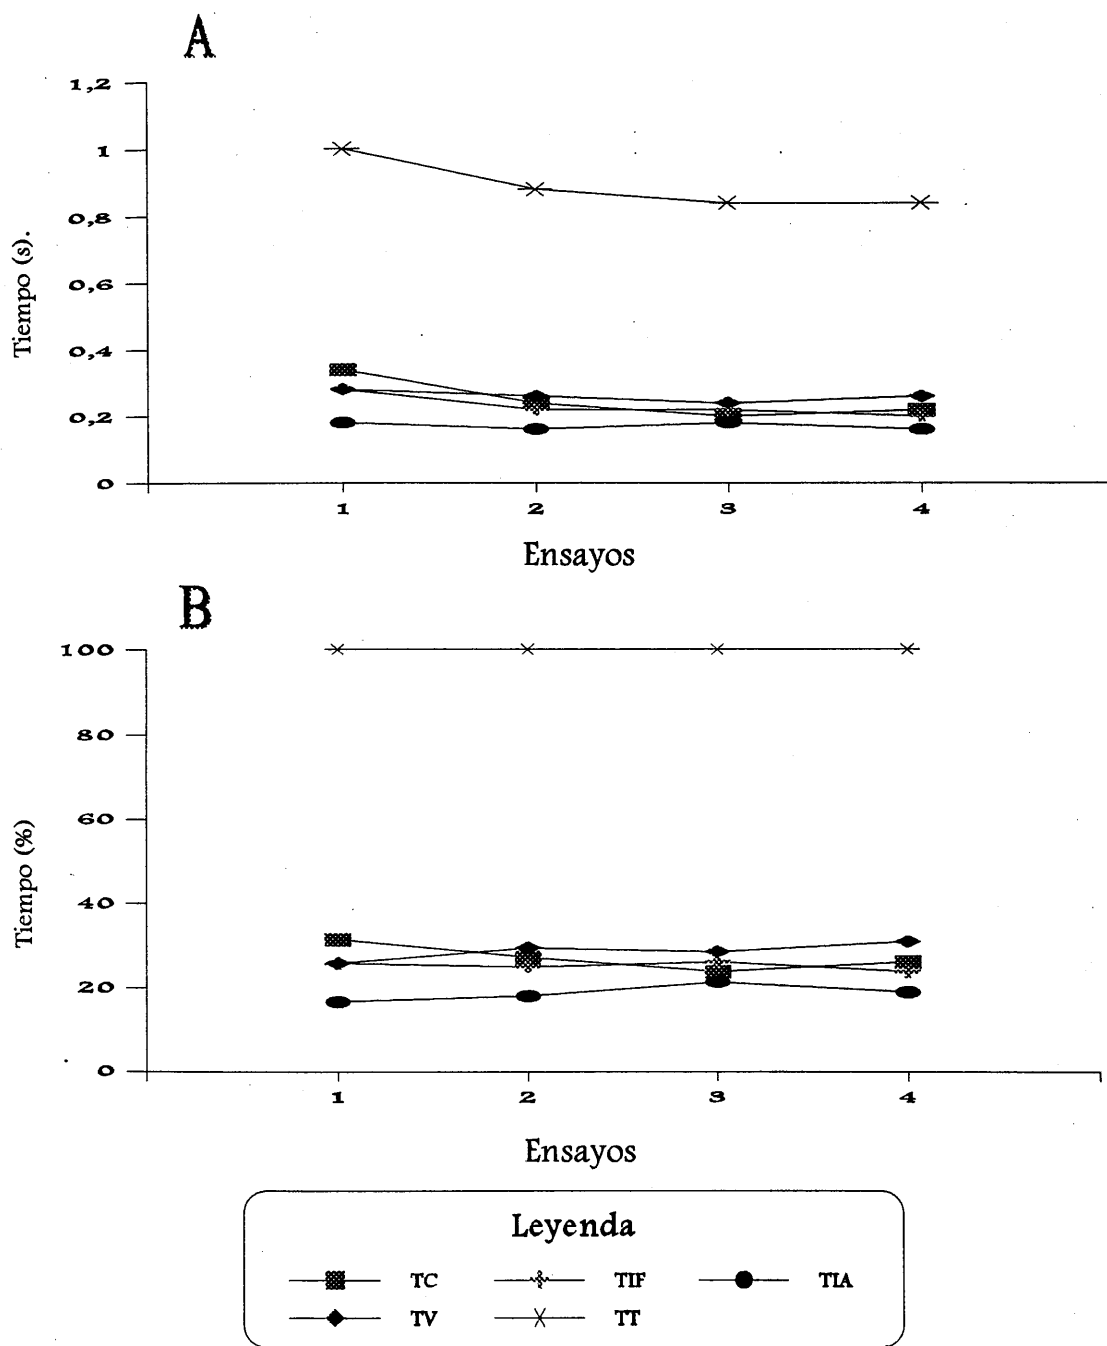 A
1,2
1
0,8
0,6
0,4
0,2
0
Tiempo (s).
1 2 3 4
Ensayos
B
100
80
60
40
20
0
Tiempo (%)
1 2 3 4
Ensayos
Leyenda
TC TIF TIA
TV TT